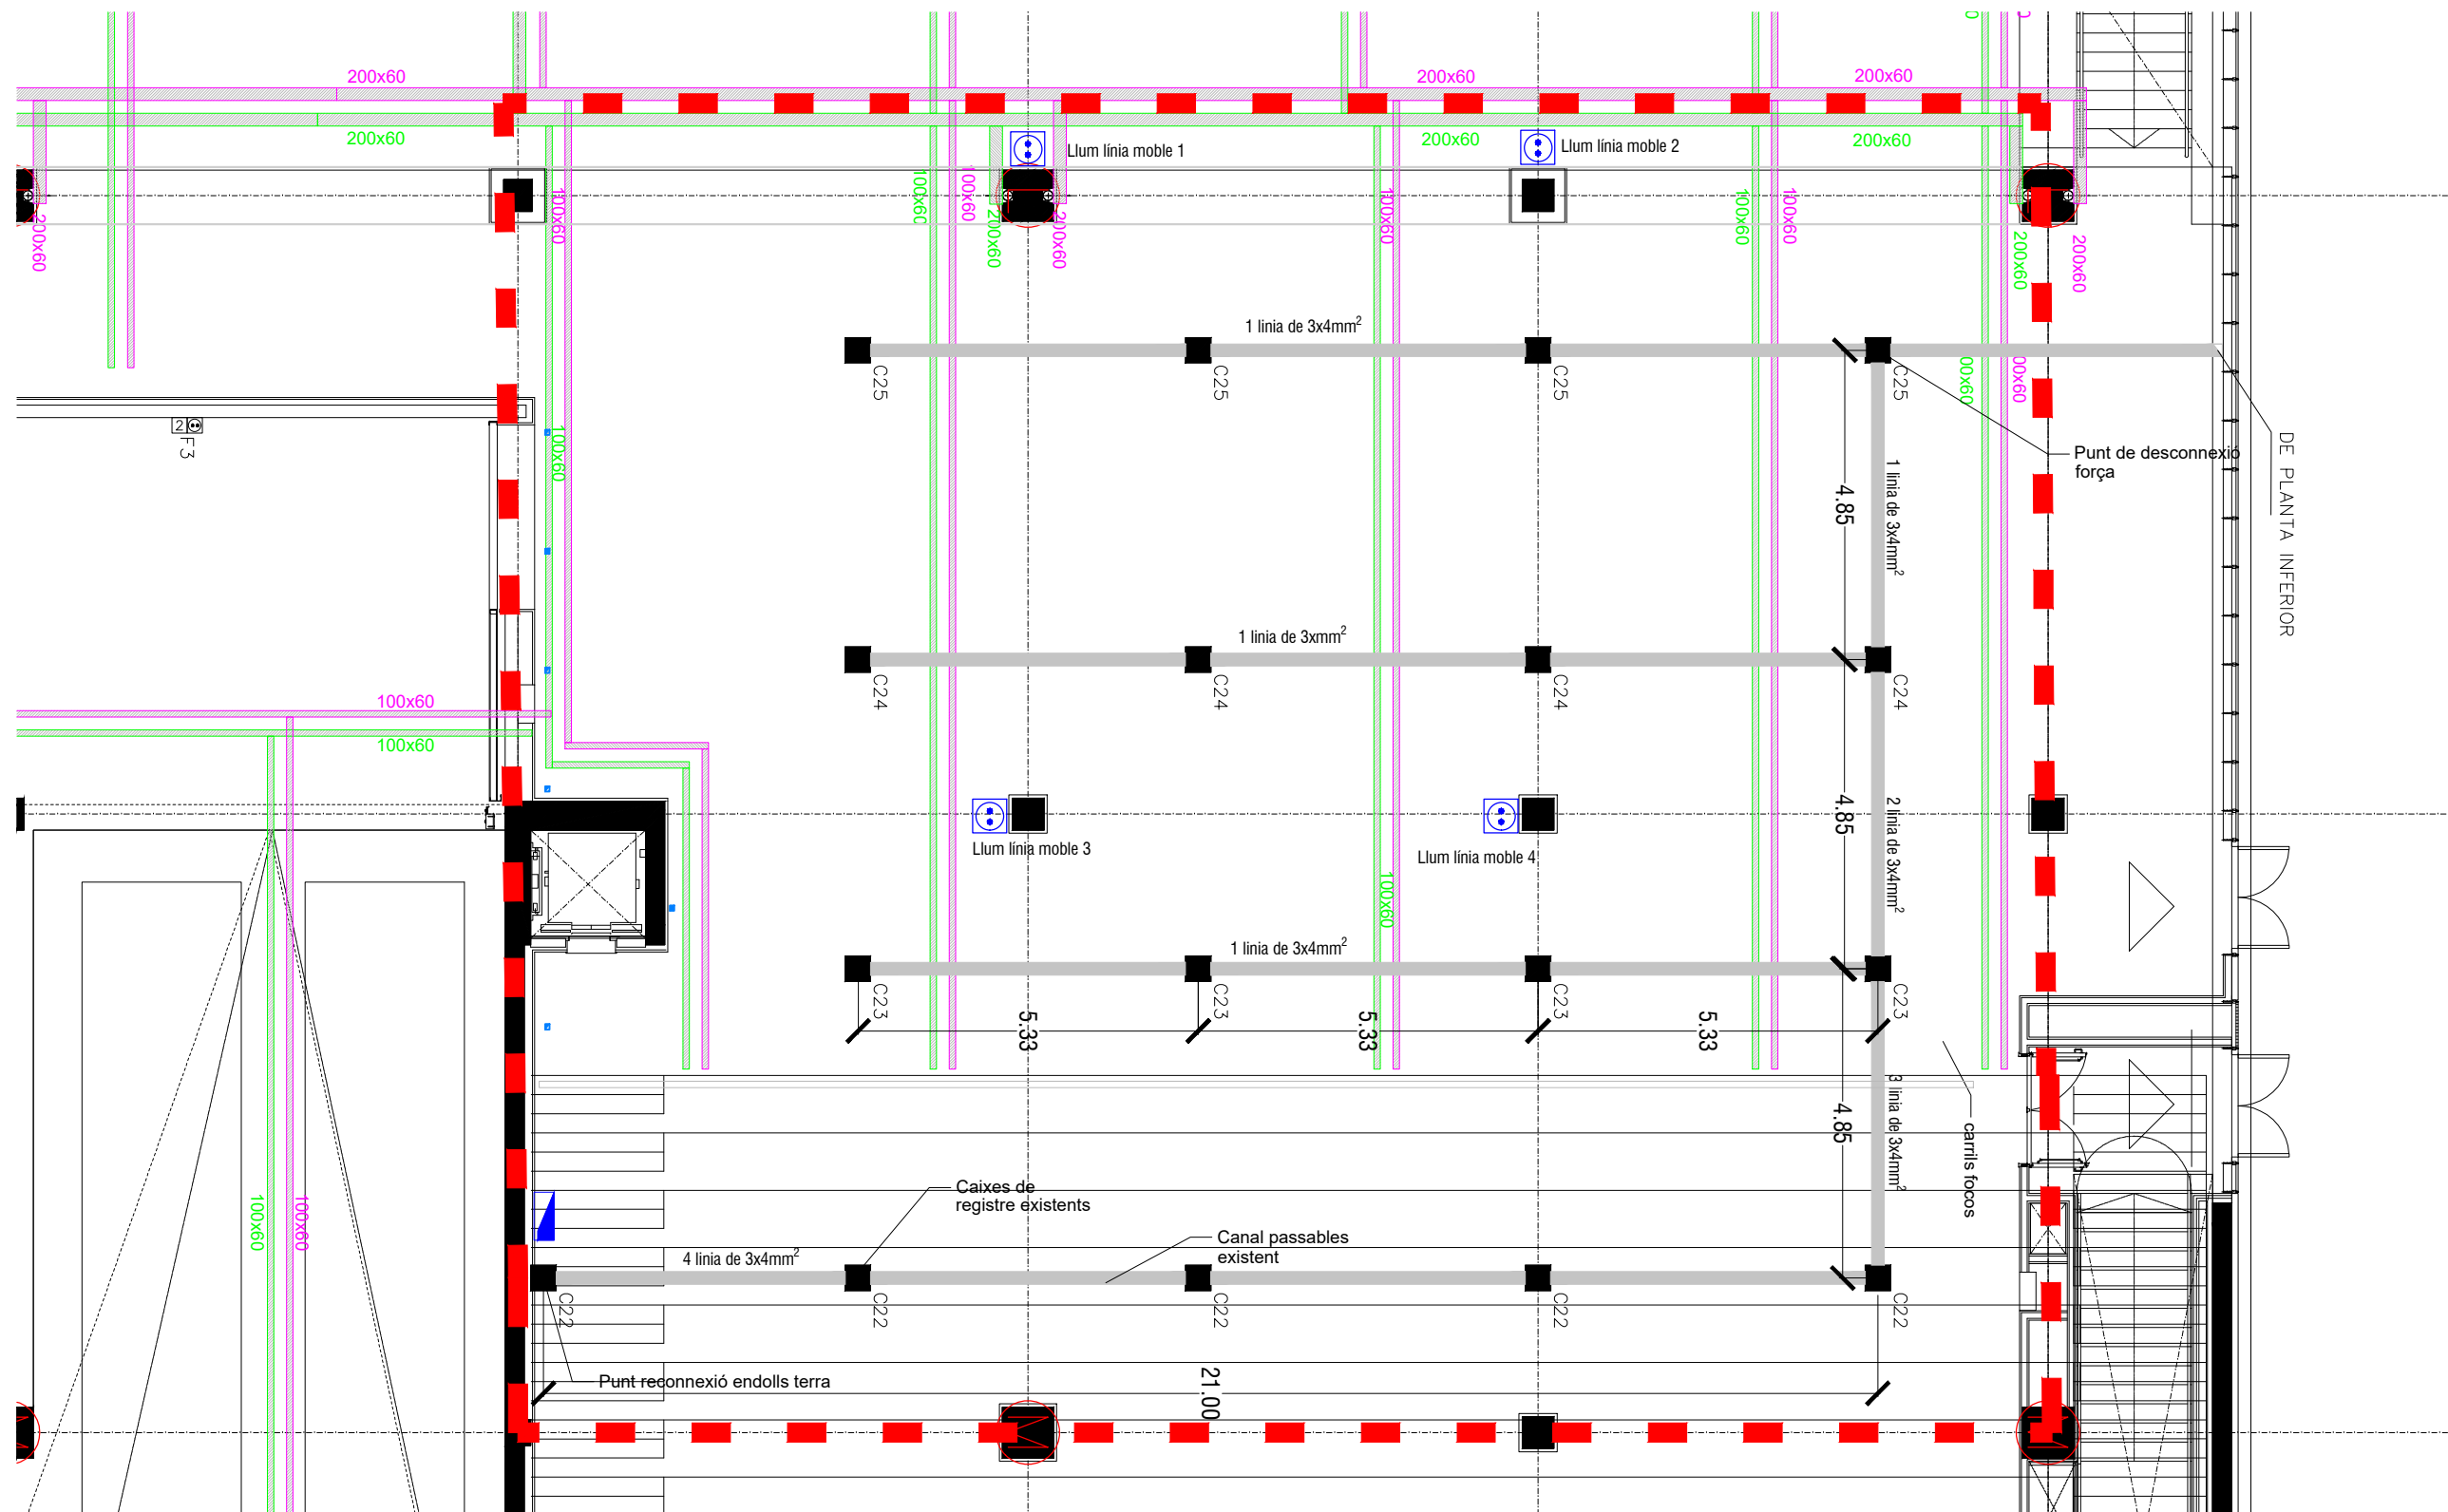 200x60
200x60
200x60
200x60
200x60
200x60
Llum línia moble 1
Llum línia moble 2
200x60
100x60
100x60
100x60
200x60
200x60
100x60
100x60
100x60
200x60
200x60
1 linia de 3x4mm²
C25
C25
C25
C25
00x60
00x60
2
F3
100x60
Punt de desconnexió
força
DE PLANTA INFERIOR
4.85
1 linia de 3x4mm²
1 linia de 3xmm²
C24
C24
C24
C24
100x60
100x60
4.85
2 linia de 3x4mm²
Llum línia moble 3
Llum línia moble 4
100x60
1 linia de 3x4mm²
C23
C23
C23
C23
5.33
5.33
5.33
4.85
3 linia de 3x4mm²
carrils focos
Caixes de
registre existents
100x60
100x60
Canal passables
existent
4 linia de 3x4mm²
C22
C22
C22
C22
C22
Punt reconnexió endolls terra
21.00